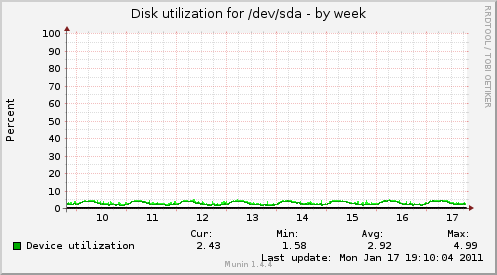 Disk utilization for /dev/sda - by week
RRDTOOL / TOBI OETIKER
Percent
100
90
80
70
60
50
40
30
20
10
0
10 11 12 13 14 15 16 17
Cur: Min: Avg: Max:
Device utilization 2.43 1.58 2.92 4.99
Last update: Mon Jan 17 19:10:04 2011
Munin 1.4.4